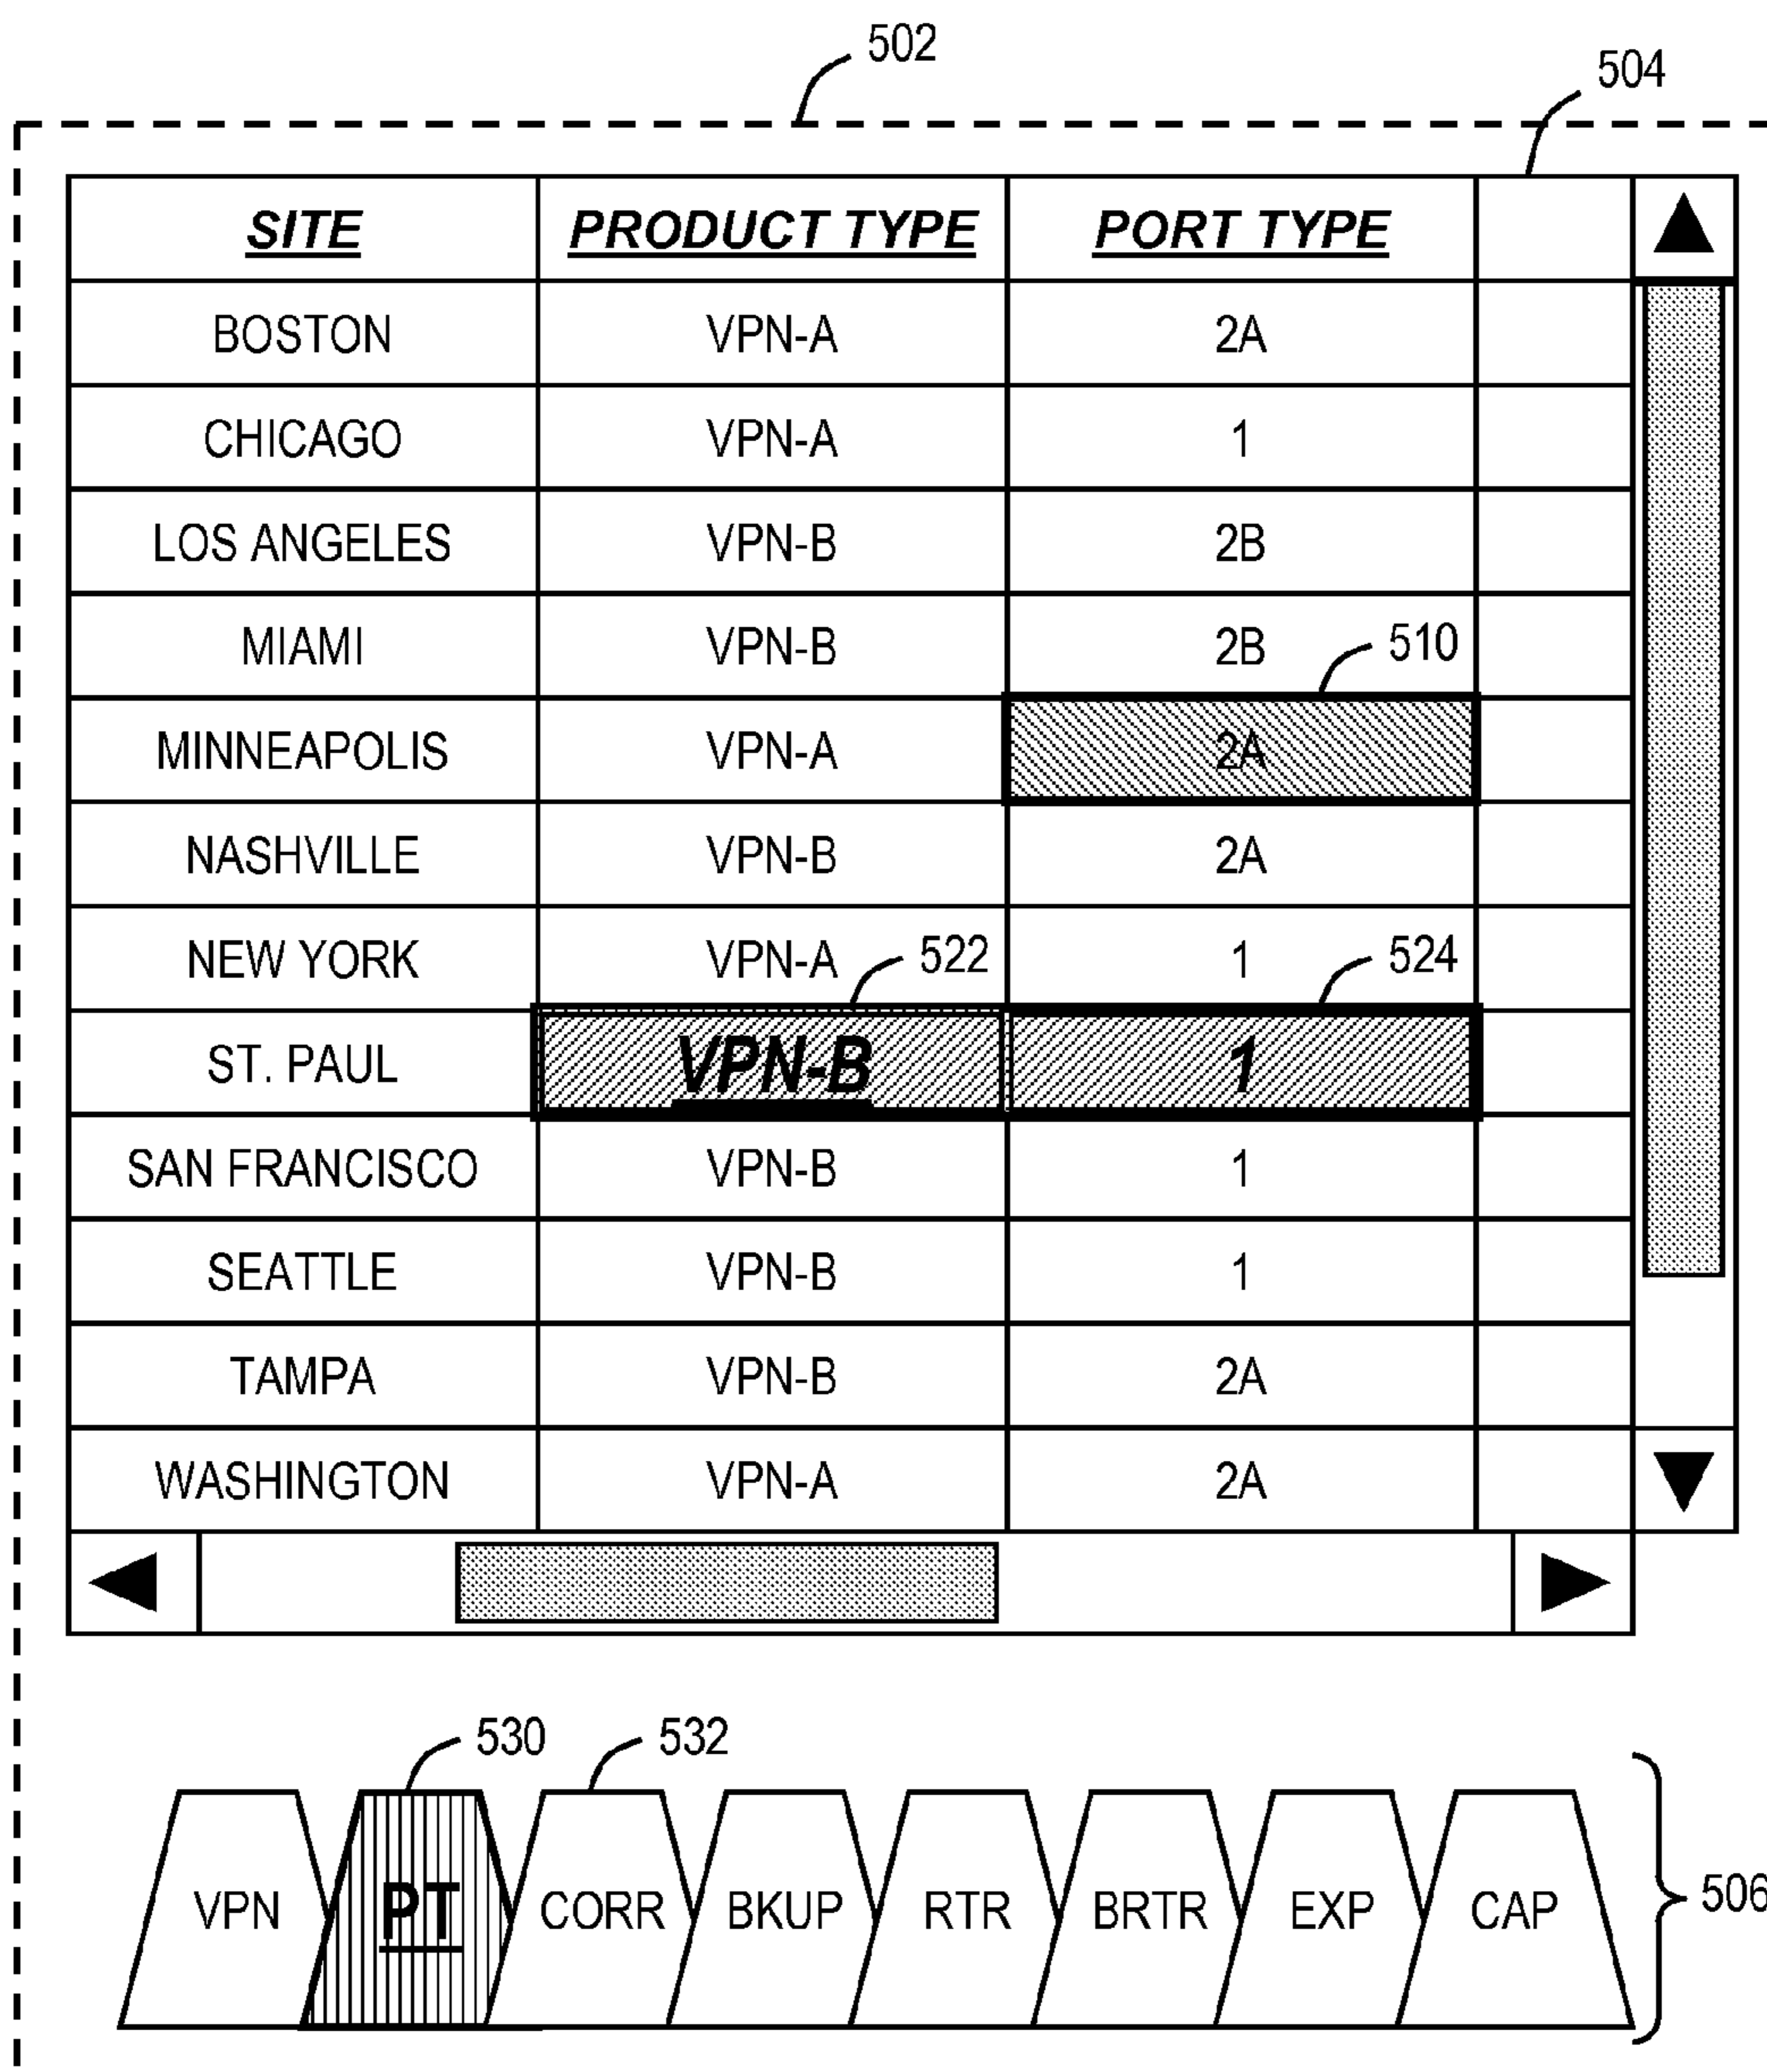 502
504
SITE PRODUCT TYPE PORT TYPE
BOSTON VPN-A 2A
CHICAGO VPN-A 1
LOS ANGELES VPN-B 2B
MIAMI VPN-B 2B 510
MINNEAPOLIS VPN-A 2A
NASHVILLE VPN-B 2A
NEW YORK VPN-A 522 1 524
ST. PAUL VPN-B 1
SAN FRANCISCO VPN-B 1
SEATTLE VPN-B 1
TAMPA VPN-B 2A
WASHINGTON VPN-A 2A
530 532
VPN PT CORR BKUP RTR BRTR EXP CAP 506